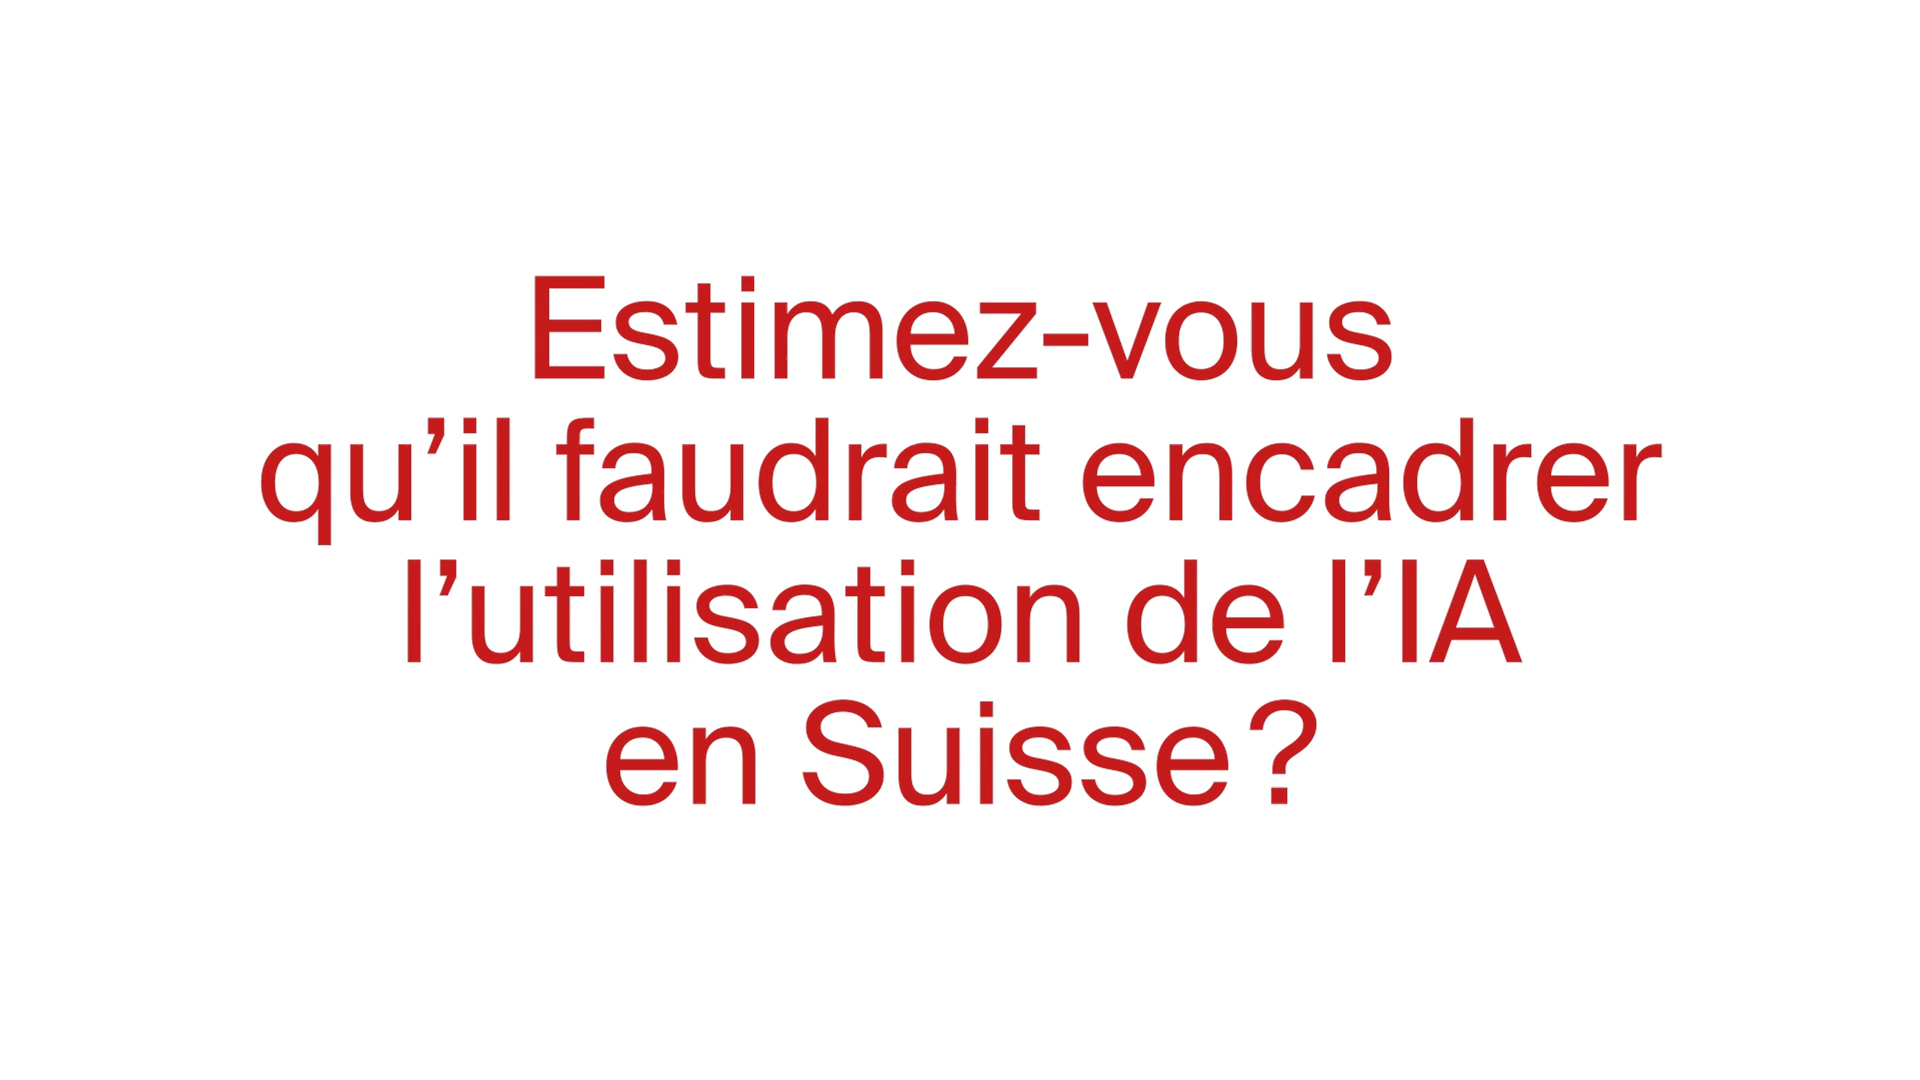 Estimez-vous
qu’il faudrait encadrer
l’utilisation de l’IA
en Suisse ?